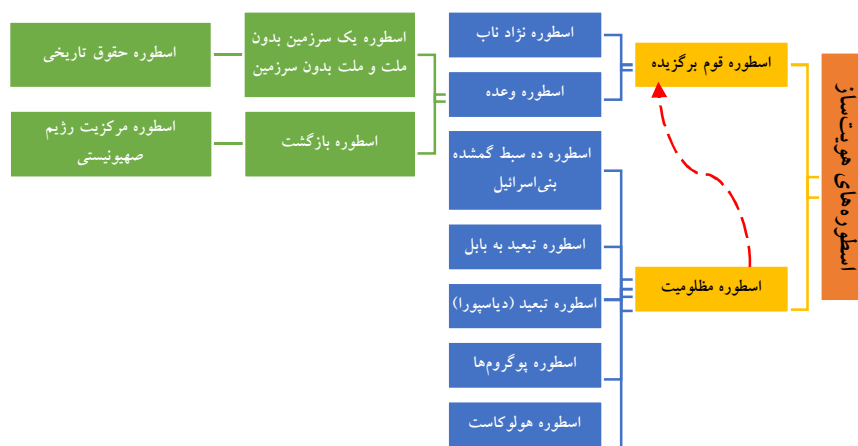 اسطوره‌های هویت‌ساز
اسطوره قوم برگزیده
اسطوره نژاد ناب
اسطوره وعده
اسطوره یک سرزمین بدون
ملت و ملت بدون سرزمین
اسطوره حقوق تاریخی
اسطوره بازگشت
اسطوره مرکزیت رژیم
صهیونیستی
اسطوره مظلومیت
اسطوره ده سبط گمشده
بنی‌اسرائیل
اسطوره تبعید به بابل
اسطوره تبعید (دیاسپورا)
اسطوره پوگروم‌ها
اسطوره هولوکاست